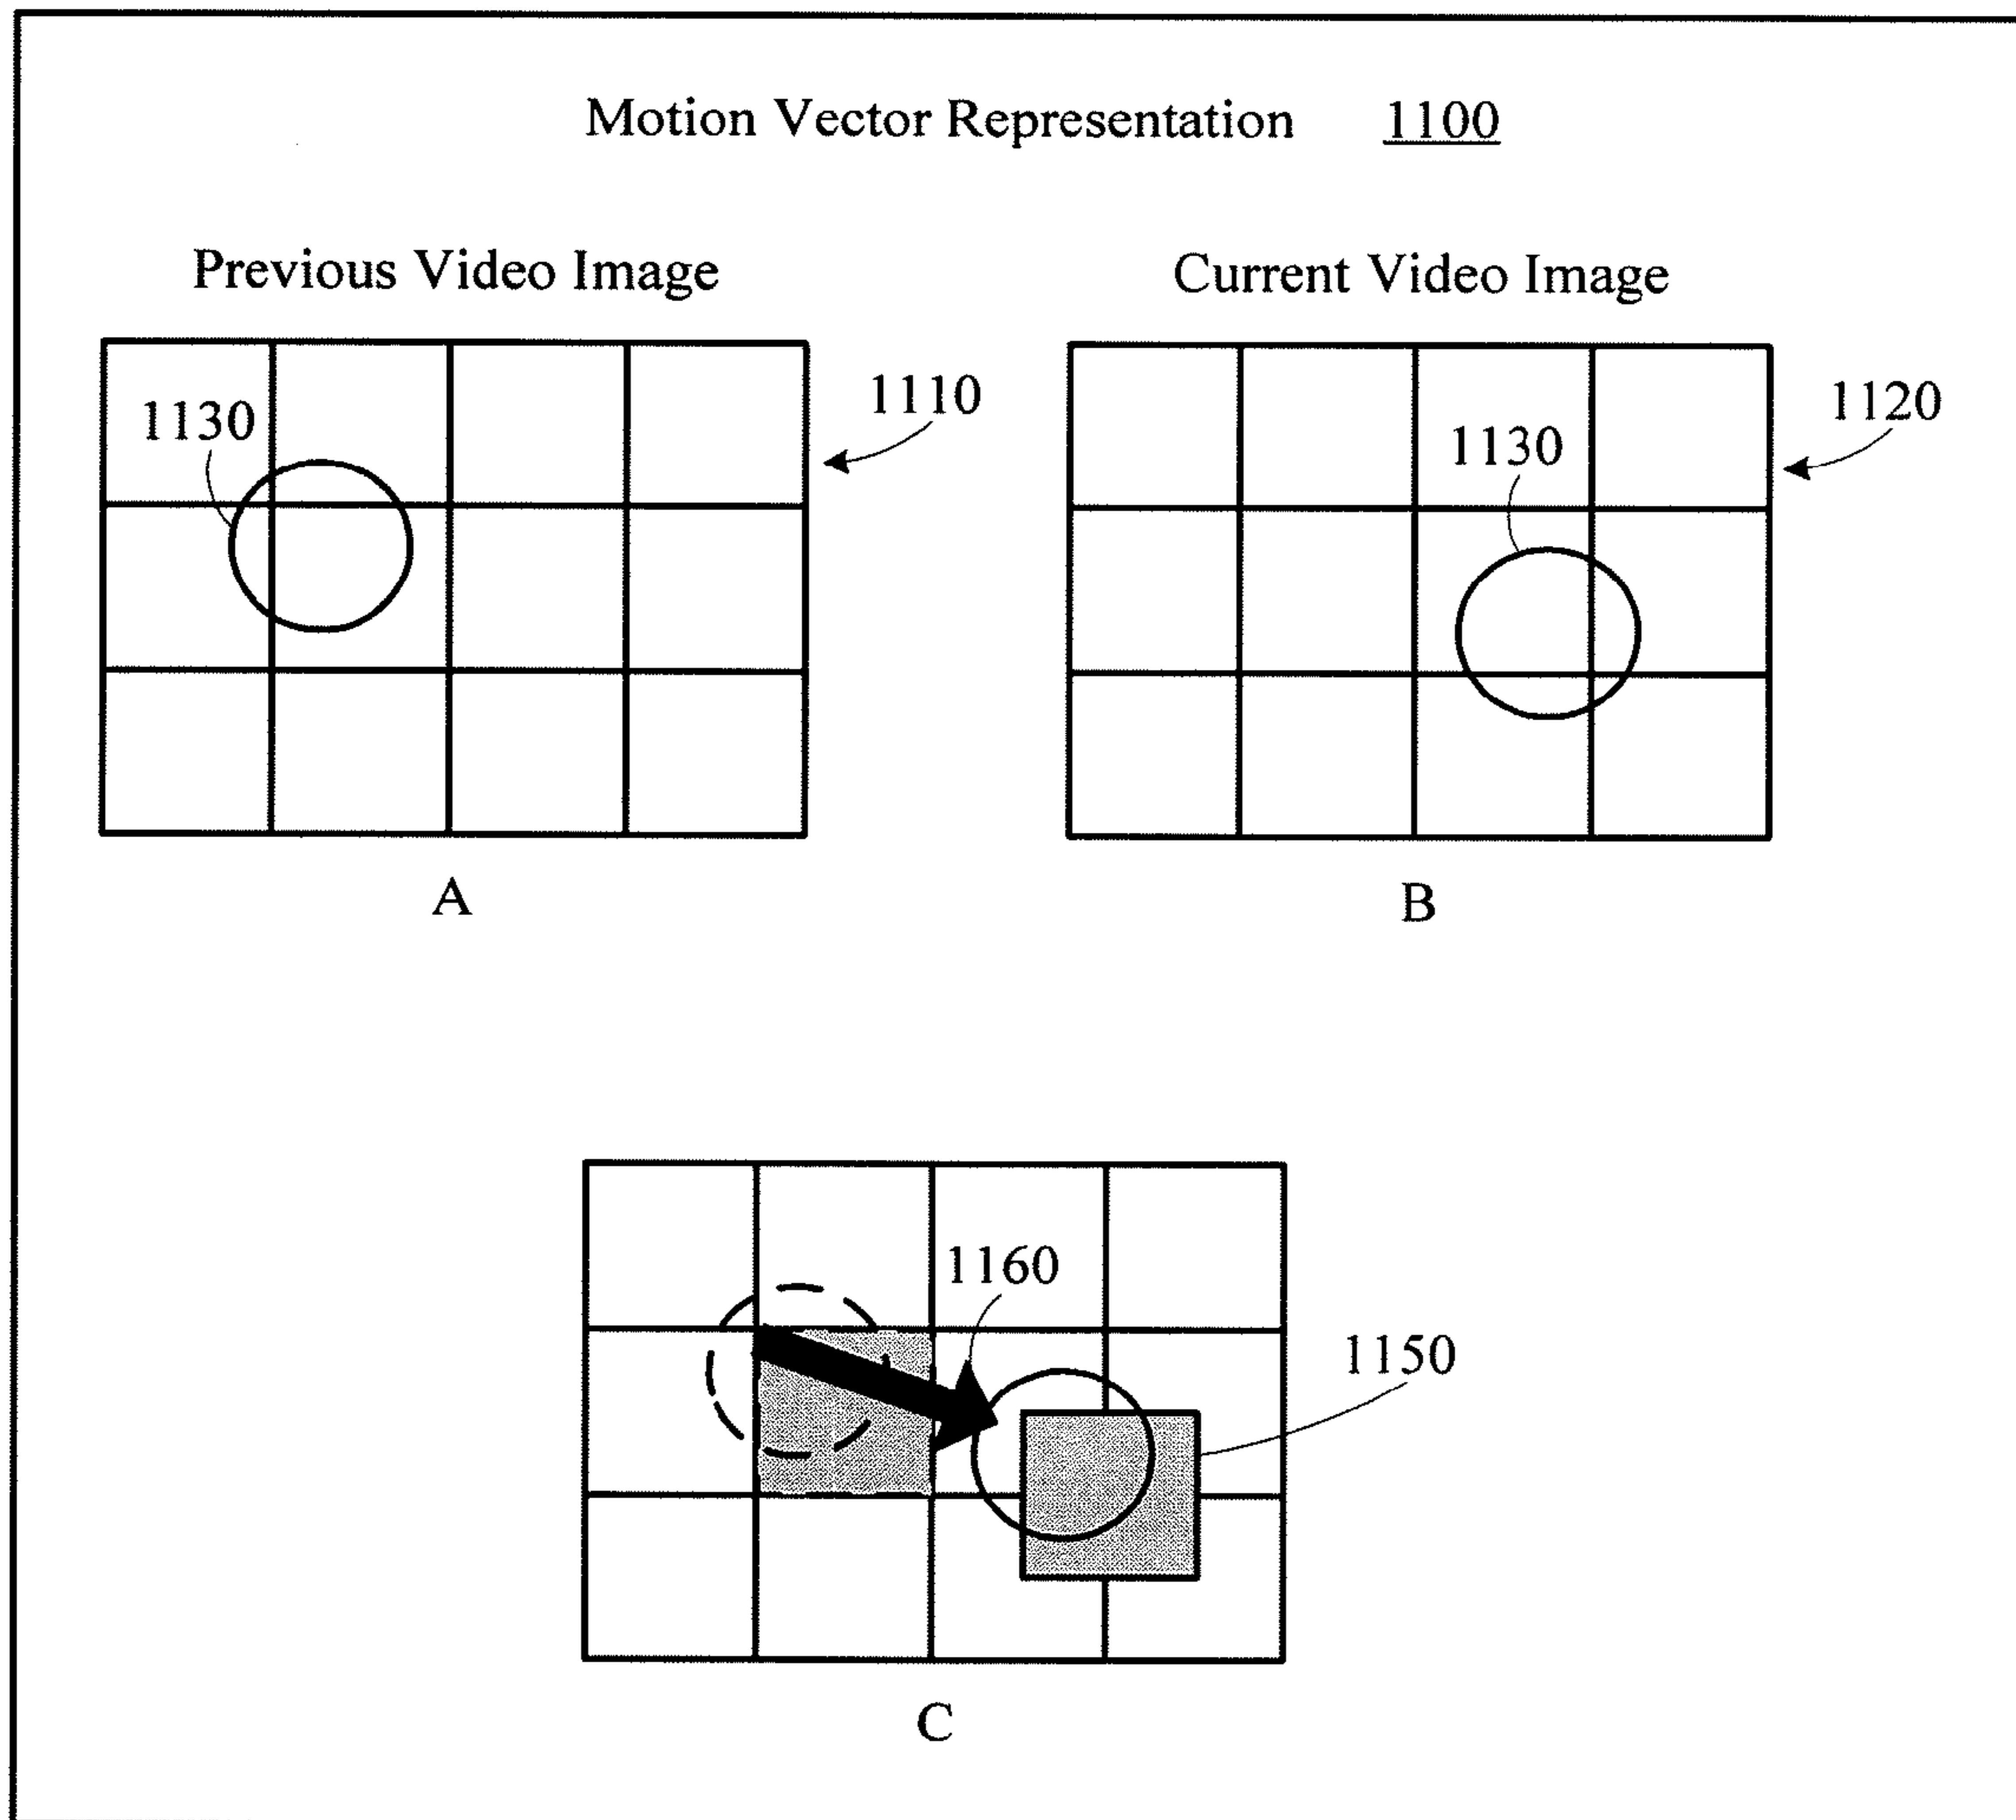 Motion Vector Representation 1100
Previous Video Image
Current Video Image
1110
1120
1130
1130
A
B
1160
1150
C